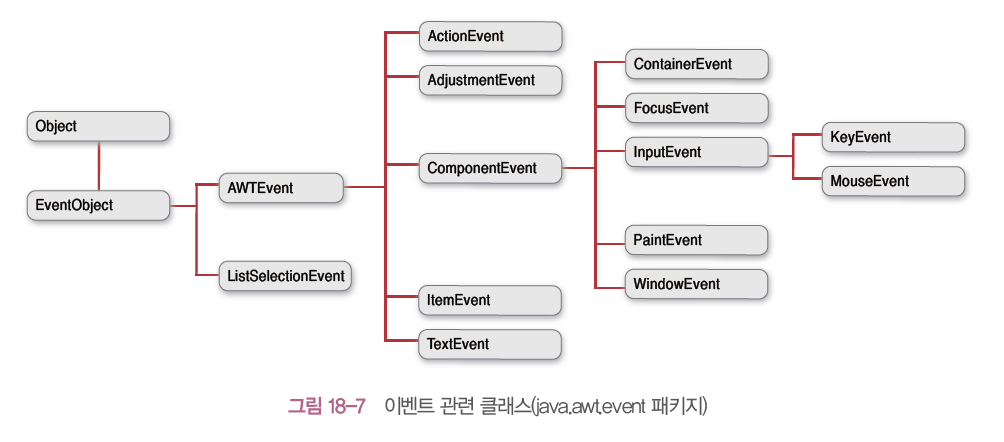 Object
EventObject
AWTEvent
ListSelectionEvent
ActionEvent
AdjustmentEvent
ComponentEvent
ItemEvent
TextEvent
ContainerEvent
FocusEvent
InputEvent
PaintEvent
WindowEvent
KeyEvent
MouseEvent
그림 18-7 이벤트 관련 클래스(java.awt.event 패키지)